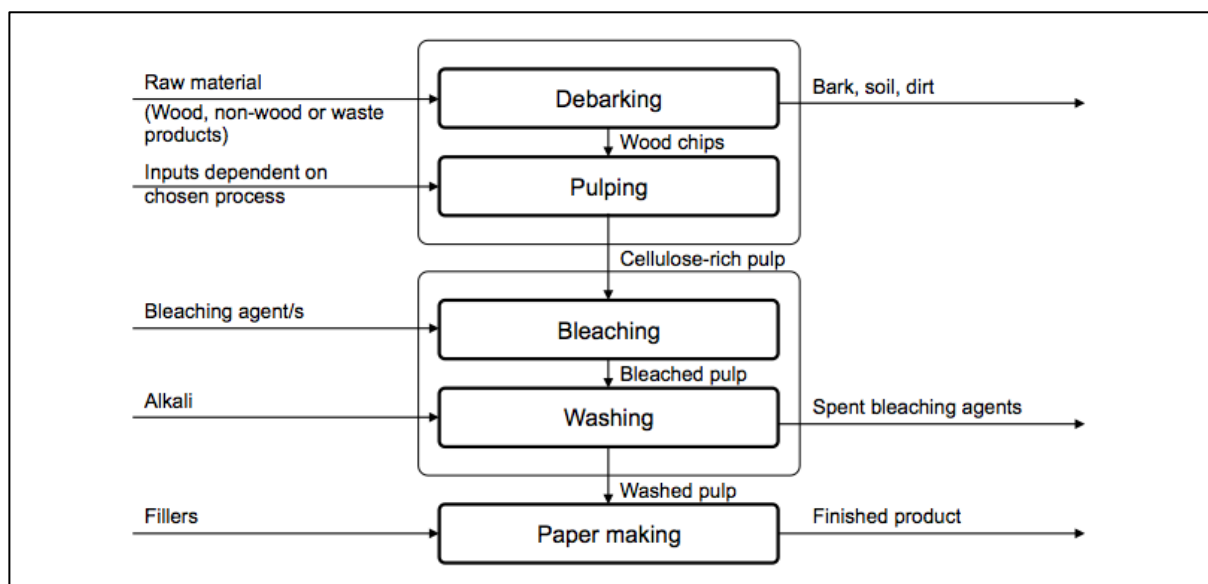 Raw material
(Wood, non-wood or waste
products)
Debarking
Bark, soil, dirt
Wood chips
Inputs dependent on
chosen process
Pulping
Cellulose-rich pulp
Bleaching agent/s
Bleaching
Bleached pulp
Alkali
Washing
Spent bleaching agents
Washed pulp
Fillers
Paper making
Finished product